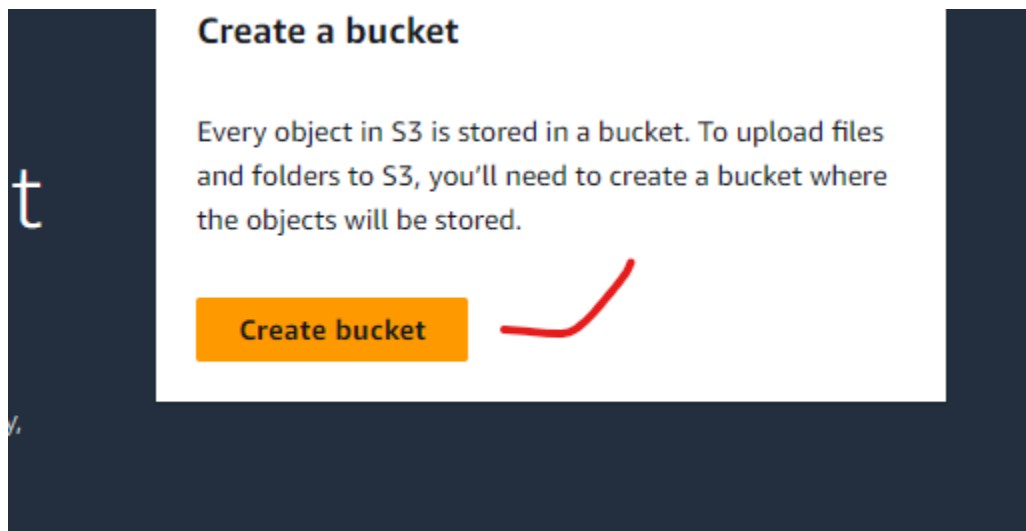 Create a bucket
Every object in S3 is stored in a bucket. To upload files
and folders to S3, you'll need to create a bucket where
t
the objects will be stored.
Create bucket
y,